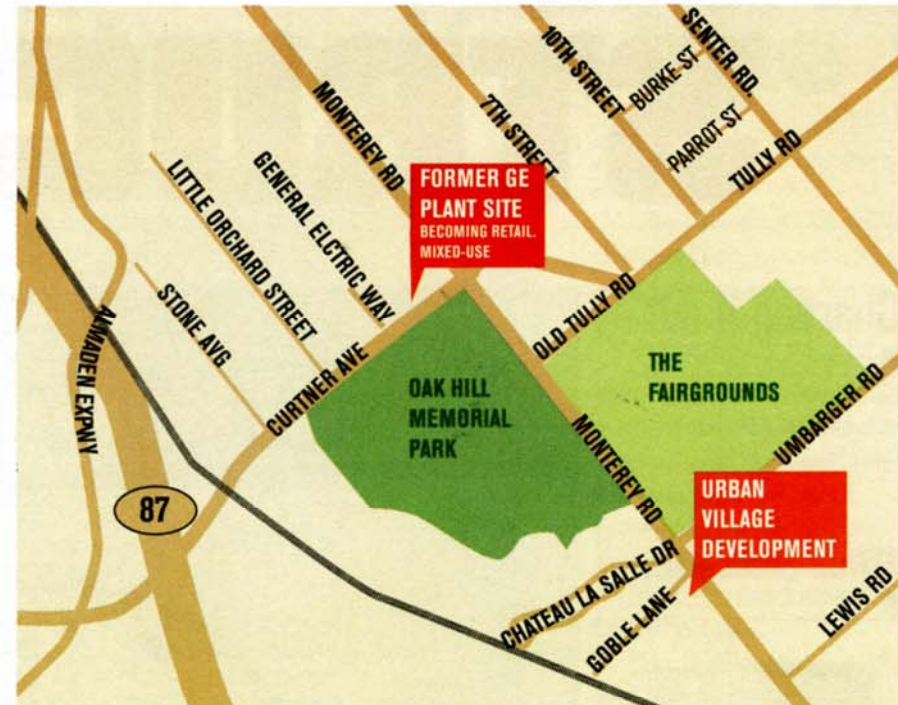 MONTEREY RD
7TH STREET
10TH STREET
BURKE ST
SENTER RD.
PARROT ST
TULLY RD
LITTLE ORCHARD STREET
GENERAL ELCTRIC WAY
FORMER GE
PLANT SITE
BECOMING RETAIL.
MIXED-USE
STONE AVG
ALMADEN EXPWY
CURTNER AVE
OLD TULLY RD
OAK HILL
MEMORIAL
PARK
THE
FAIRGROUNDS
MONTEREY RD
UMBARGER RD
87
URBAN
VILLAGE
DEVELOPMENT
CHATEAU LA SALLE DR
GOBLE LANE
LEWIS RD